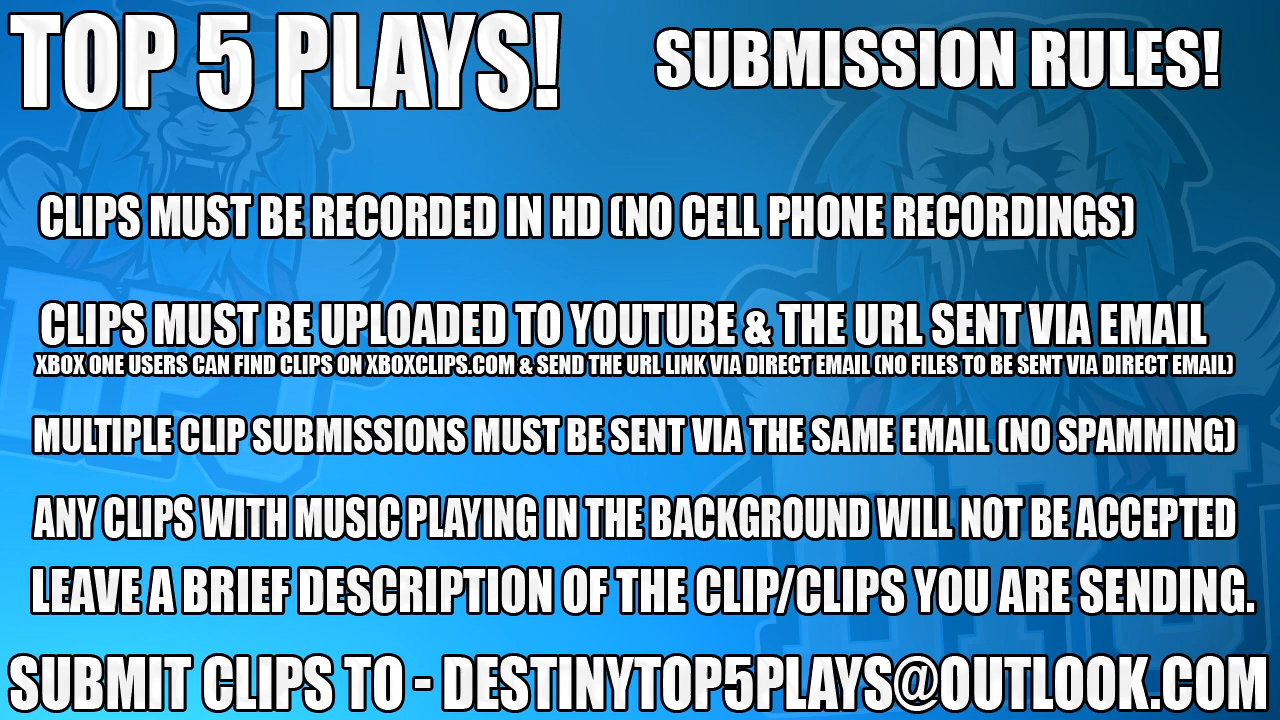 TOP 5 PLAYS!
SUBMISSION RULES!
CLIPS MUST BE RECORDED IN HD (NO CELL PHONE RECORDINGS)
CLIPS MUST BE UPLOADED TO YOUTUBE & THE URL SENT VIA EMAIL
XBOX ONE USERS CAN FIND CLIPS ON XBOXCLIPS.COM & SEND THE URL LINK VIA DIRECT EMAIL (NO FILES TO BE SENT VIA DIRECT EMAIL)
MULTIPLE CLIP SUBMISSIONS MUST BE SENT VIA THE SAME EMAIL (NO SPAMMING)
ANY CLIPS WITH MUSIC PLAYING IN THE BACKGROUND WILL NOT BE ACCEPTED
LEAVE A BRIEF DESCRIPTION OF THE CLIP/CLIPS YOU ARE SENDING.
SUBMIT CLIPS TO - DESTINYTOP5PLAYS@OUTLOOK.COM